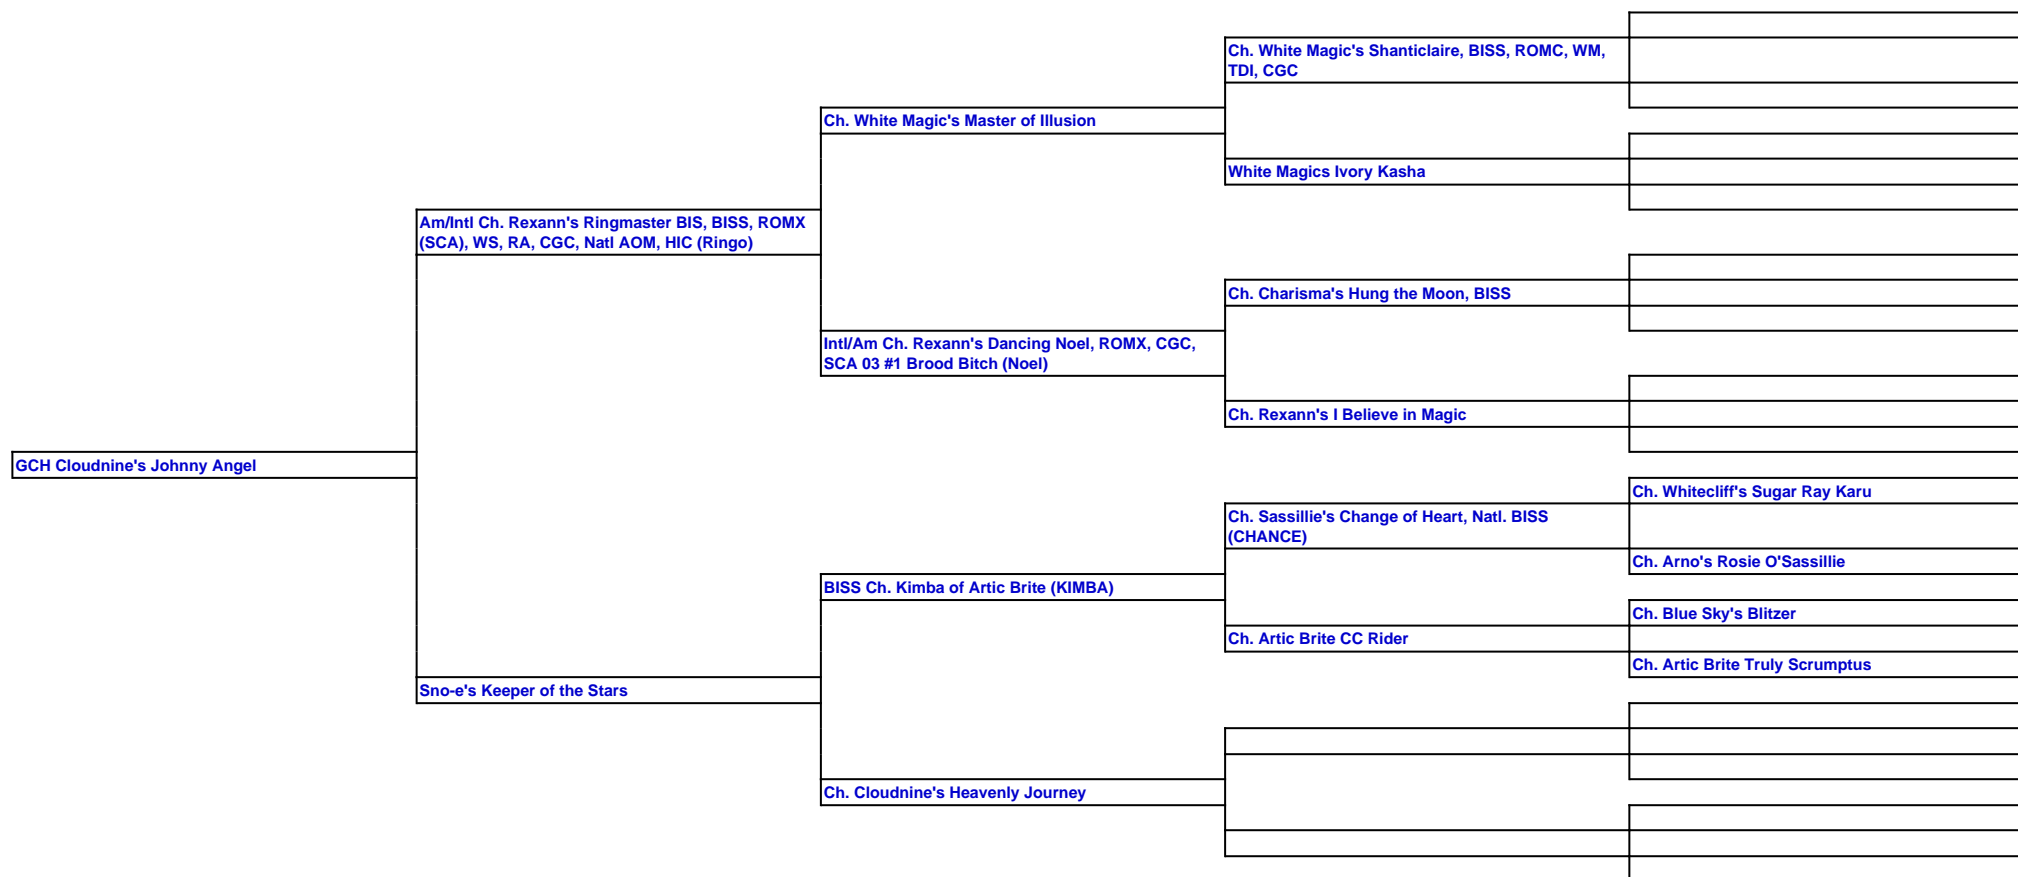 Ch. White Magic's Shanticlaire, BISS, ROMC, WM,
TDI, CGC
Ch. White Magic's Master of Illusion
White Magics Ivory Kasha
Am/Intl Ch. Rexann's Ringmaster BIS, BISS, ROMX
(SCA), WS, RA, CGC, Natl AOM, HIC (Ringo)
Ch. Charisma's Hung the Moon, BISS
Intl/Am Ch. Rexann's Dancing Noel, ROMX, CGC,
SCA 03 #1 Brood Bitch (Noel)
Ch. Rexann's I Believe in Magic
GCH Cloudnine's Johnny Angel
Ch. Whitecliff's Sugar Ray Karu
Ch. Sassillie's Change of Heart, Natl. BISS
(CHANCE)
Ch. Arno's Rosie O'Sassillie
BISS Ch. Kimba of Artic Brite (KIMBA)
Ch. Blue Sky's Blitzer
Ch. Artic Brite CC Rider
Ch. Artic Brite Truly Scrumptus
Sno-e's Keeper of the Stars
Ch. Cloudnine's Heavenly Journey